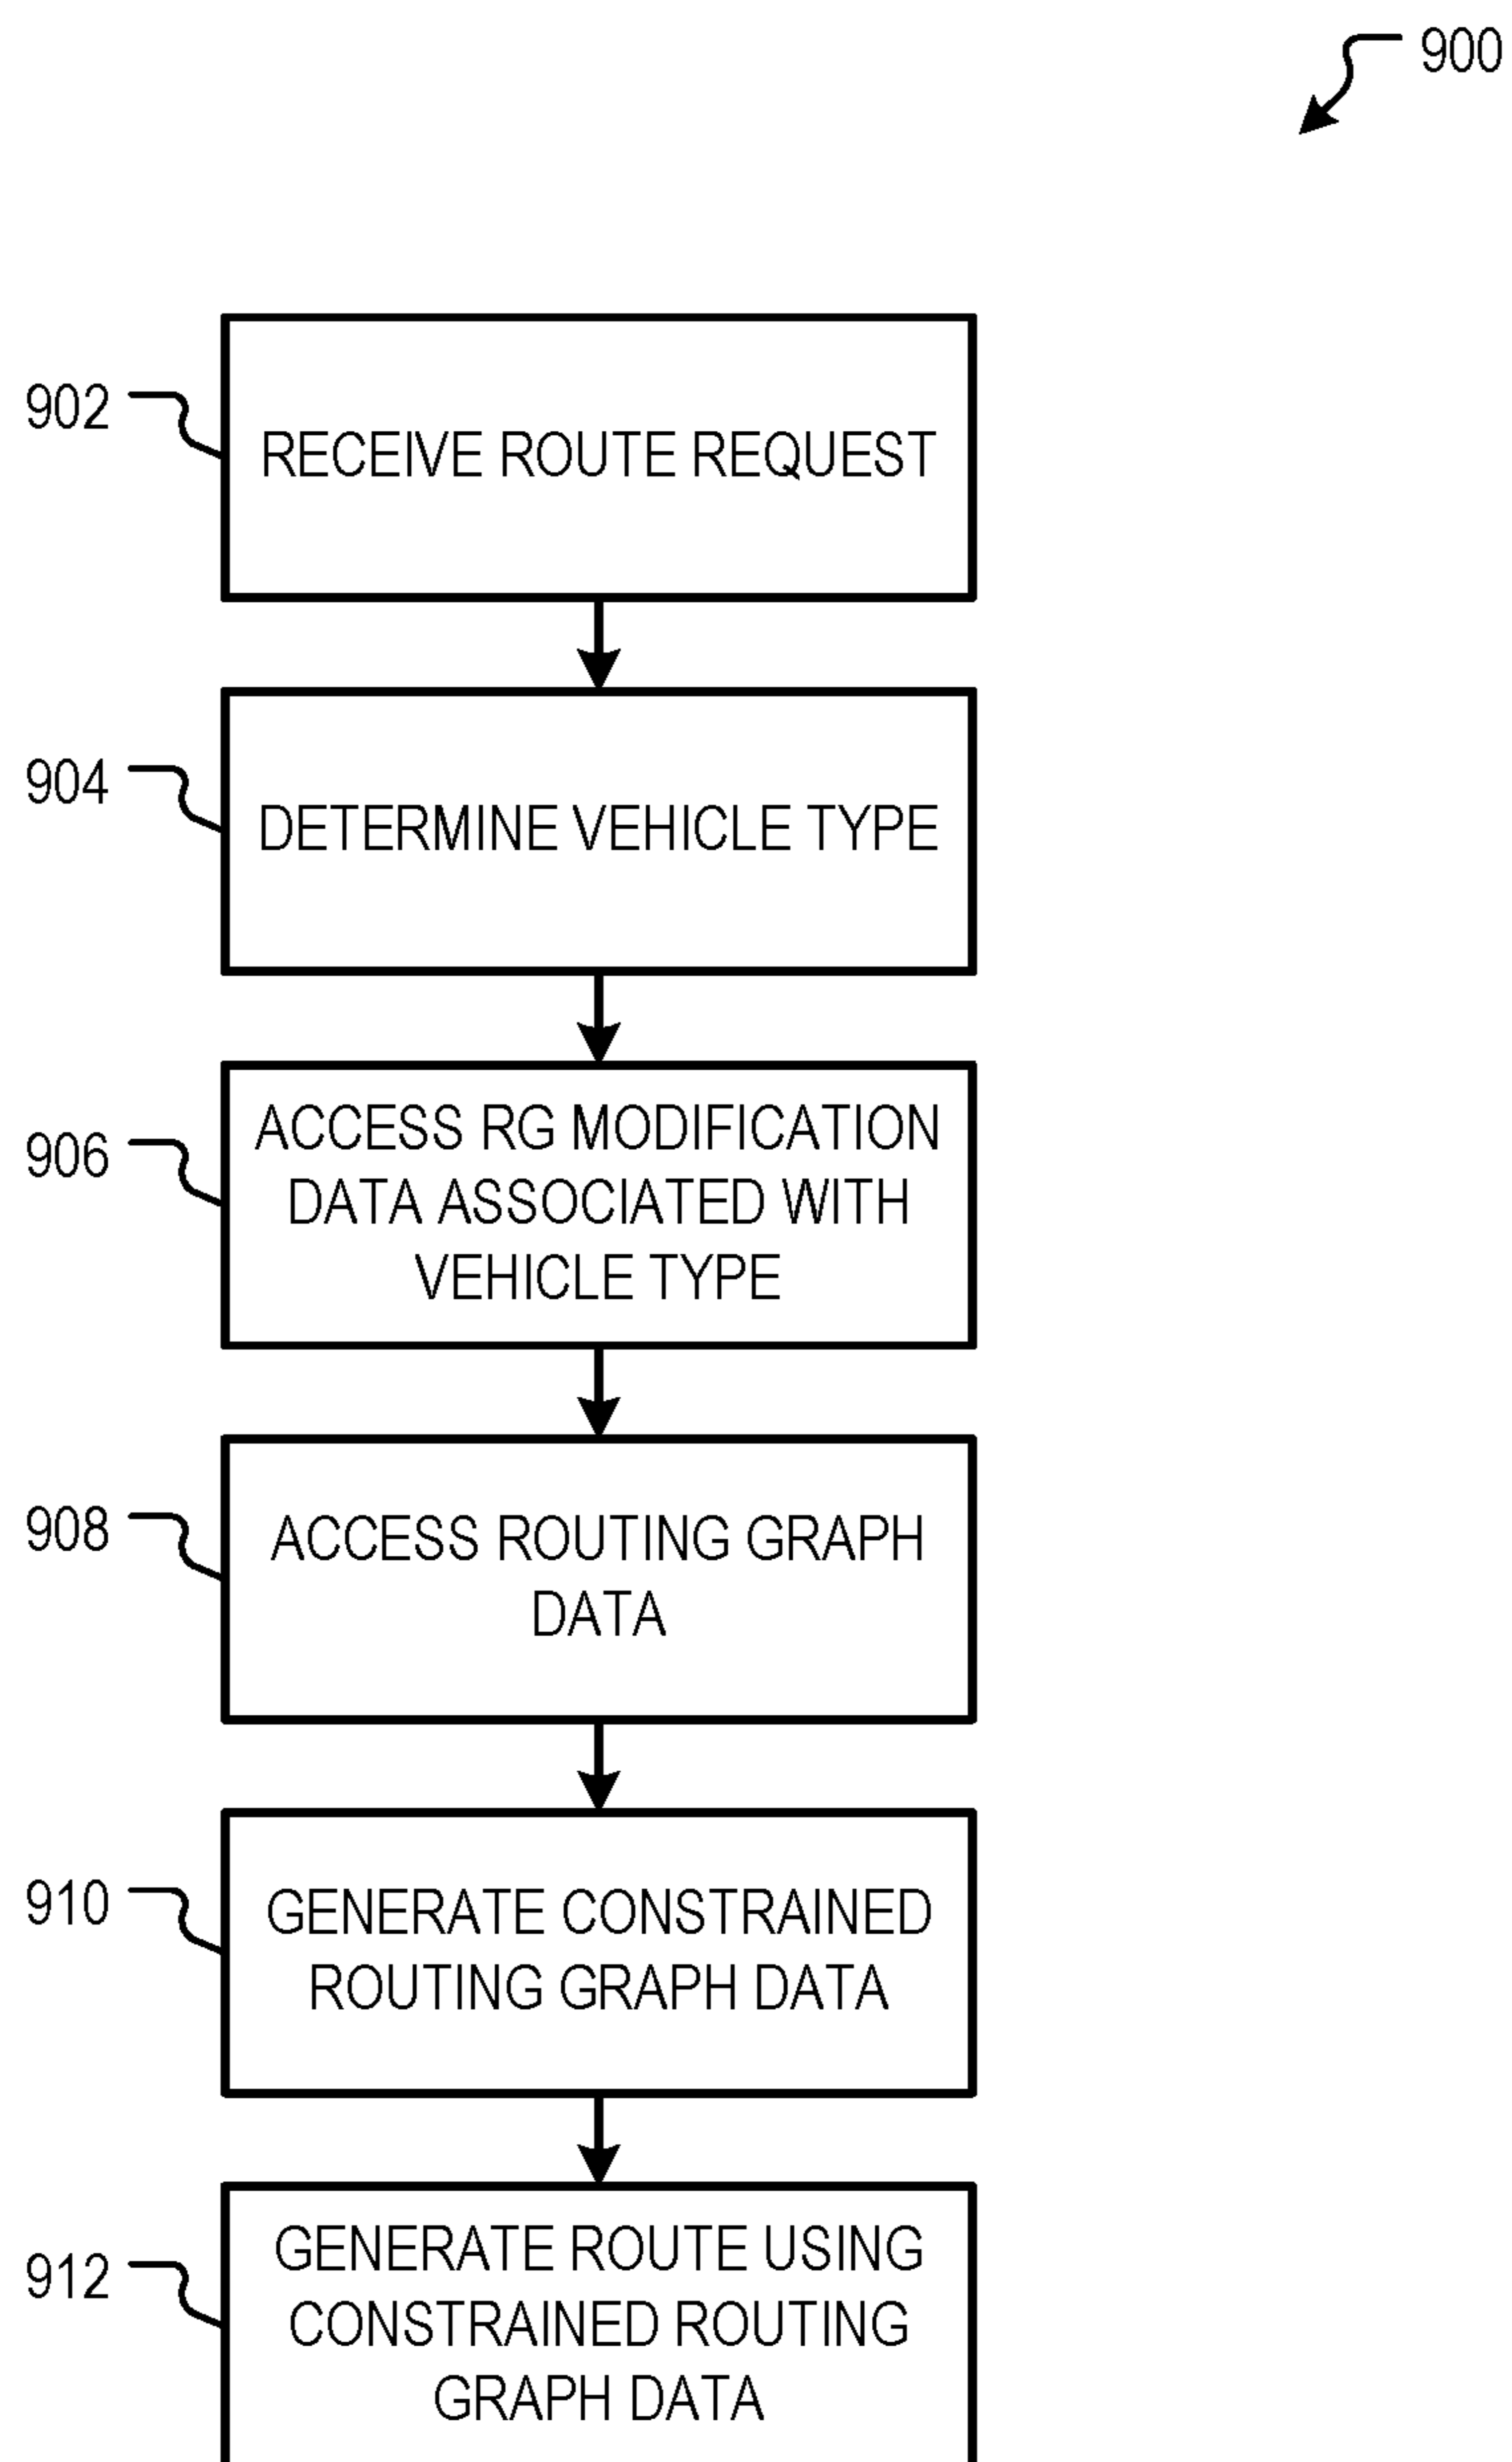 900
902
RECEIVE ROUTE REQUEST
904
DETERMINE VEHICLE TYPE
906
ACCESS RG MODIFICATION
DATA ASSOCIATED WITH
VEHICLE TYPE
908
ACCESS ROUTING GRAPH
DATA
910
GENERATE CONSTRAINED
ROUTING GRAPH DATA
912
GENERATE ROUTE USING
CONSTRAINED ROUTING
GRAPH DATA